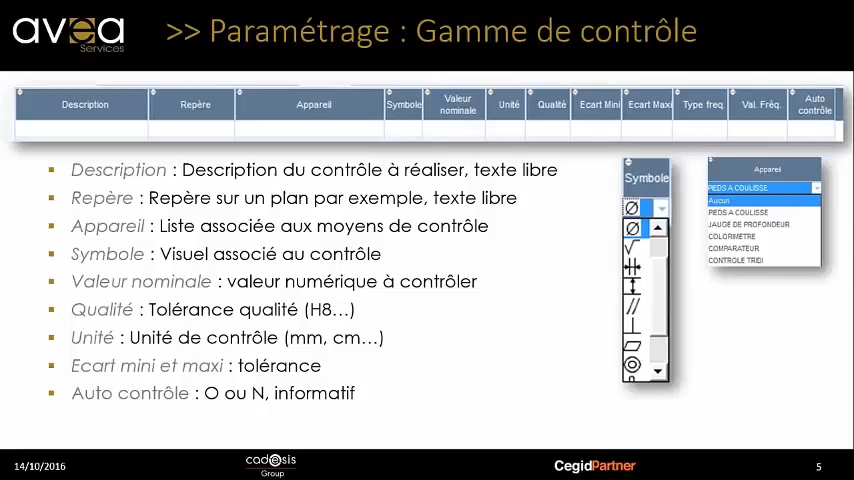 avea
Services
>> Paramétrage : Gamme de contrôle
Description Repère Appareil Symbole Valeur nominale Unité Qualité Ecart Mini Ecart Maxi Type freq. Val. Fréq. Auto contrôle
Description : Description du contrôle à réaliser, texte libre
Repère : Repère sur un plan par exemple, texte libre
Appareil : Liste associée aux moyens de contrôle
Symbole : Visuel associé au contrôle
Valeur nominale : valeur numérique à contrôler
Qualité : Tolérance qualité (H8…)
Unité : Unité de contrôle (mm, cm…)
Ecart mini et maxi : tolérance
Auto contrôle : O ou N, informatif
Symbole
Ø
Ø
Appareil
PIEDS A COULISSE
Aucun
PIEDS A COULISSE
JAUGE DE PROFONDEUR
COLORIMETRE
COMPARATEUR
CONTROLE TRIDI
14/10/2016
cadesis
Group
CegidPartner
5